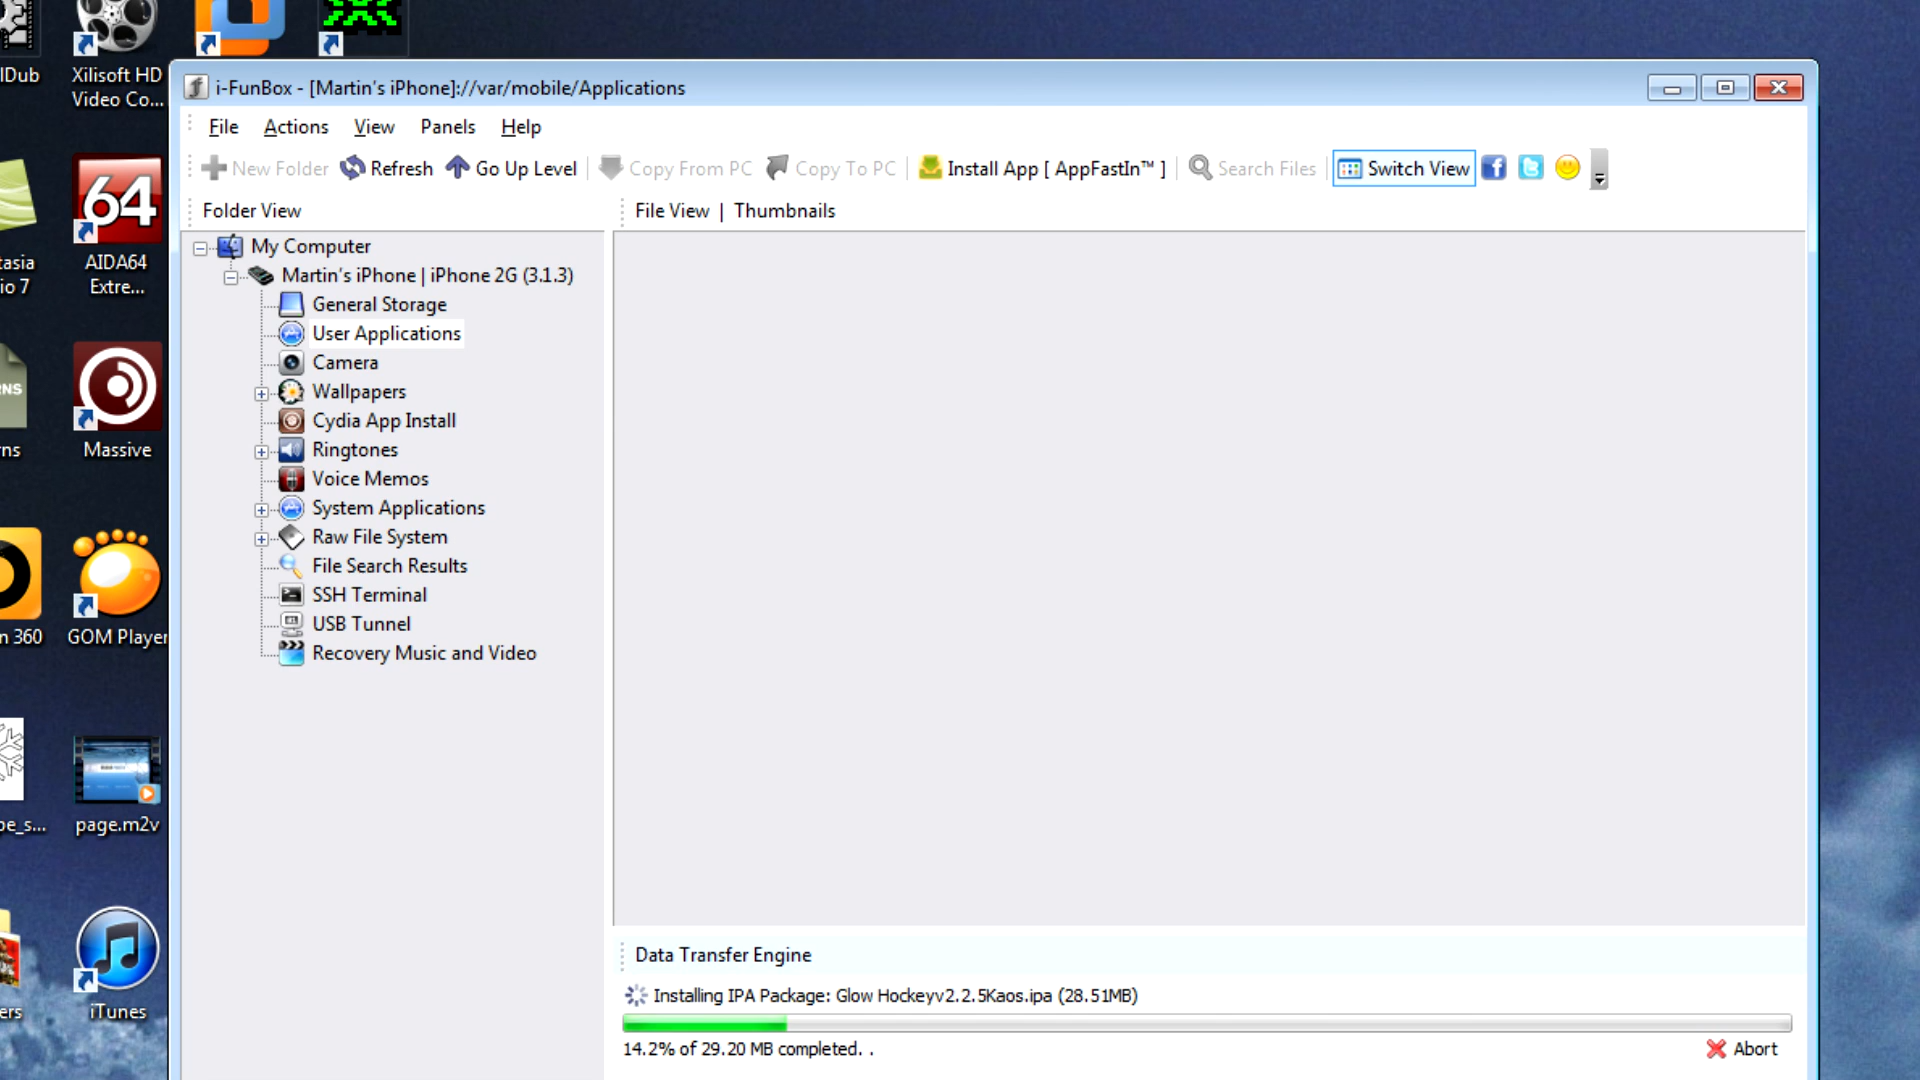 lDub
Xilisoft HD
Video Co...
64
AIDA64
Extre...
tasia
io 7
NS
rns
Massive
n 360
GOM Player
pe_s...
page.m2v
ers
iTunes
i-FunBox - [Martin's iPhone]://var/mobile/Applications
File Actions View Panels Help
New Folder Refresh Go Up Level Copy From PC Copy To PC Install App [ AppFastIn™ ] Search Files Switch View
Folder View
File View | Thumbnails
My Computer
Martin's iPhone | iPhone 2G (3.1.3)
General Storage
User Applications
Camera
Wallpapers
Cydia App Install
Ringtones
Voice Memos
System Applications
Raw File System
File Search Results
SSH Terminal
USB Tunnel
Recovery Music and Video
Data Transfer Engine
Installing IPA Package: Glow Hockeyv2.2.5Kaos.ipa (28.51MB)
14.2% of 29.20 MB completed. .
Abort